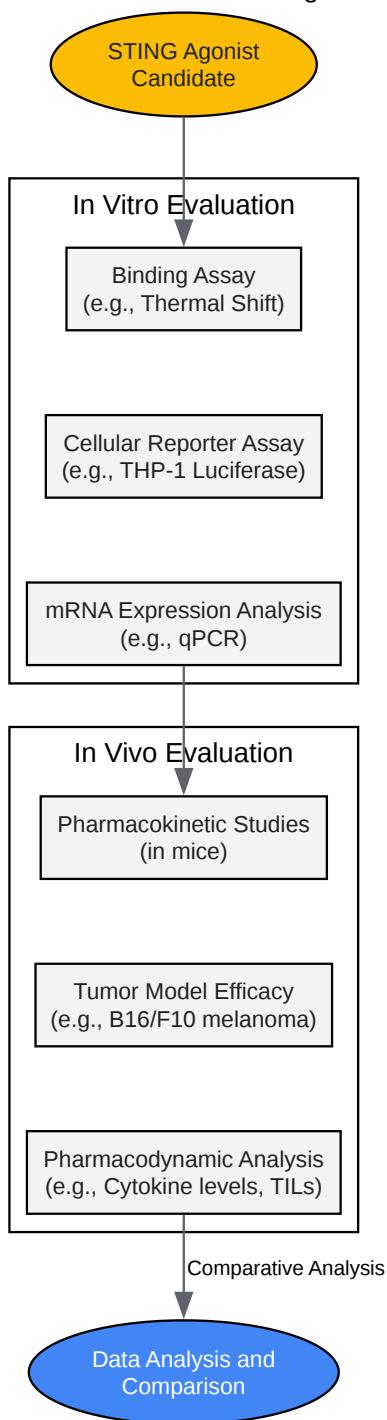 STING Agonist
Candidate
In Vitro Evaluation
Binding Assay
(e.g., Thermal Shift)
Cellular Reporter Assay
(e.g., THP-1 Luciferase)
mRNA Expression Analysis
(e.g., qPCR)
In Vivo Evaluation
Pharmacokinetic Studies
(in mice)
Tumor Model Efficacy
(e.g., B16/F10 melanoma)
Pharmacodynamic Analysis
(e.g., Cytokine levels, TILs)
Comparative Analysis
Data Analysis and
Comparison